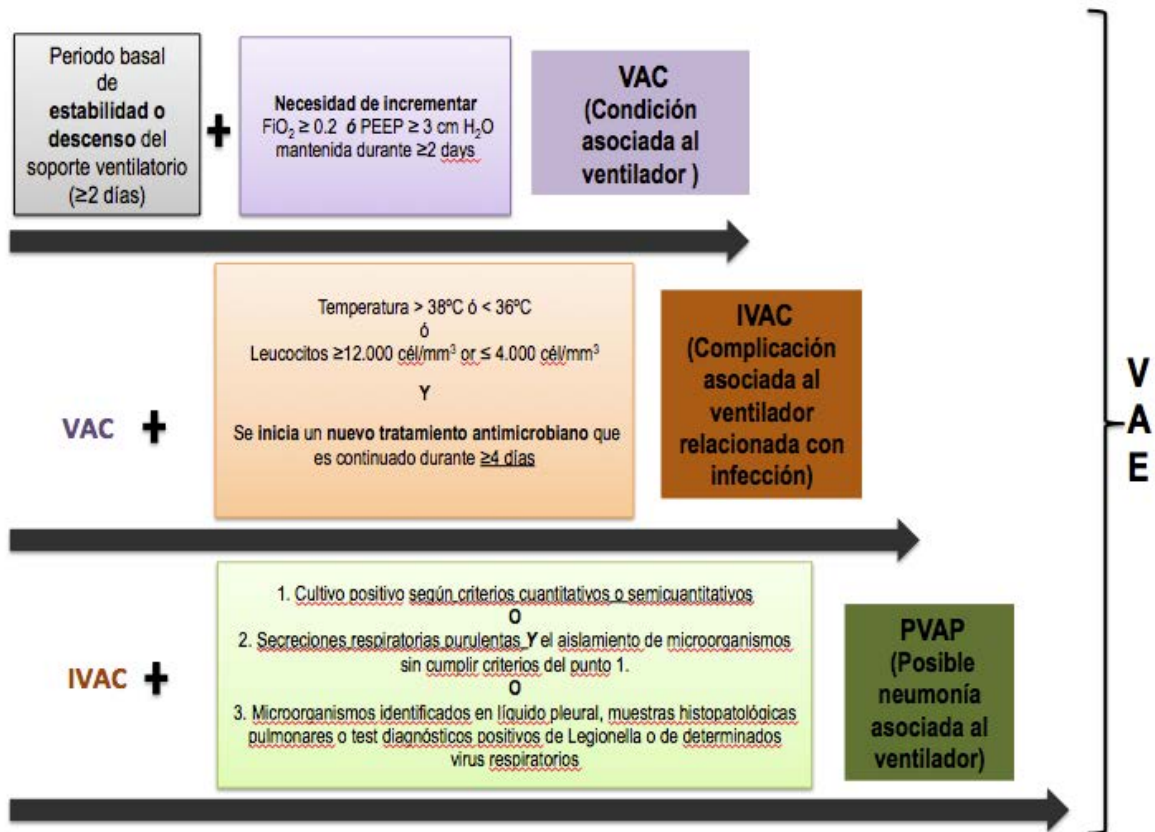 Periodo basal
de
estabilidad o
descenso del
soporte ventilatorio
(≥2 días)
+
Necesidad de incrementar
FiO₂ ≥ 0.2 ó PEEP ≥ 3 cm H₂O
mantenida durante ≥2 days
VAC
(Condición
asociada al
ventilador )
VAC +
Temperatura > 38ºC ó < 36ºC
ó
Leucocitos ≥12.000 cél/mm³ or ≤ 4.000 cél/mm³
Y
Se inicia un nuevo tratamiento antimicrobiano que
es continuado durante ≥4 días
IVAC
(Complicación
asociada al
ventilador
relacionada con
infección)
IVAC +
1. Cultivo positivo según criterios cuantitativos o semicuantitativos
O
2. Secreciones respiratorias purulentas Y el aislamiento de microorganismos
sin cumplir criterios del punto 1.
O
3. Microorganismos identificados en líquido pleural, muestras histopatológicas
pulmonares o test diagnósticos positivos de Legionella o de determinados
virus respiratorios
PVAP
(Posible
neumonía
asociada al
ventilador)
V
A
E